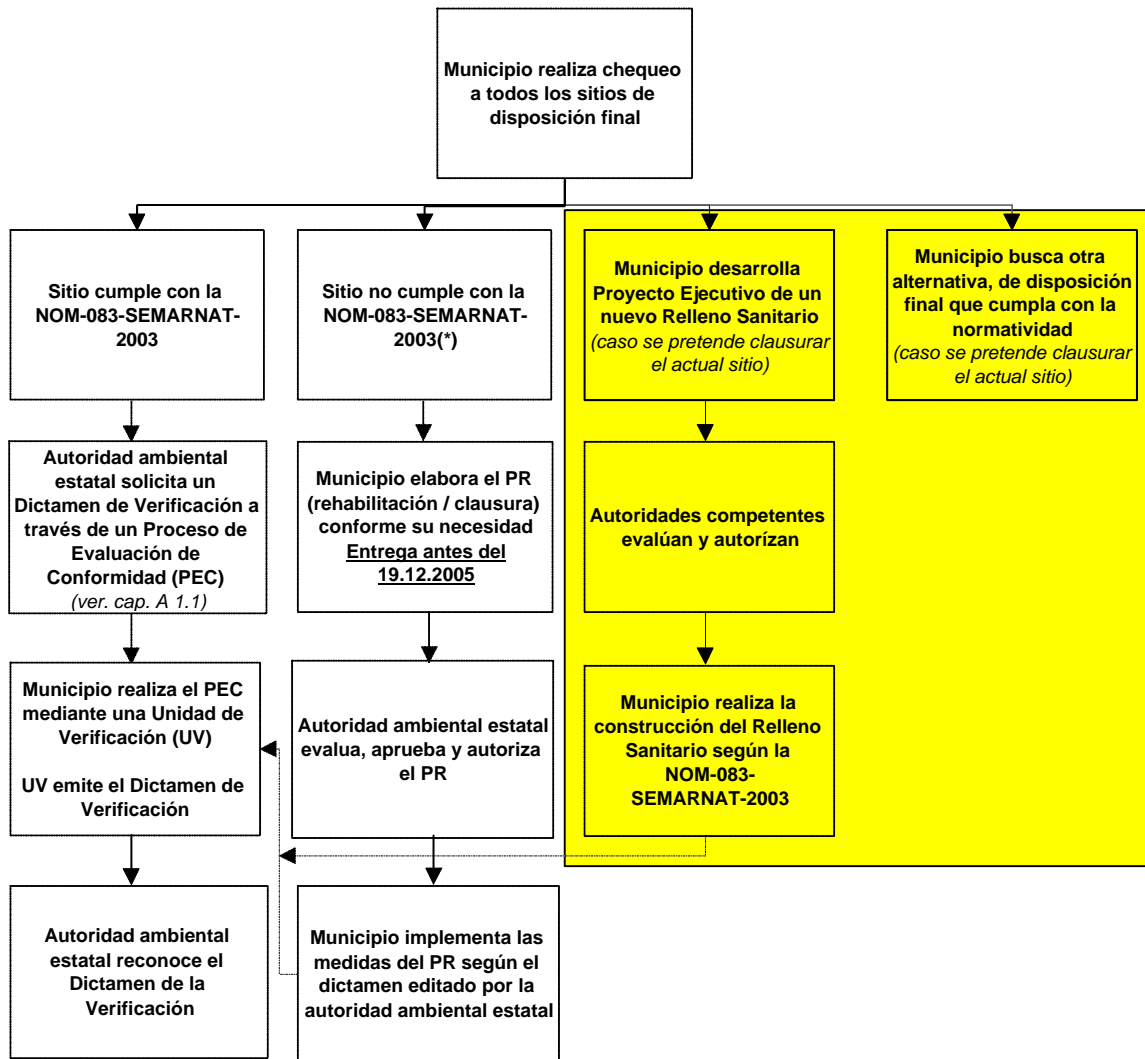 Municipio realiza chequeo
a todos los sitios de
disposición final
Sitio cumple con la
NOM-083-SEMARNAT-
2003
Sitio no cumple con la
NOM-083-SEMARNAT-
2003(*)
Municipio desarrolla
Proyecto Ejecutivo de un
nuevo Relleno Sanitario
(caso se pretende clausurar
el actual sitio)
Municipio busca otra
alternativa, de disposición
final que cumpla con la
normatividad
(caso se pretende clausurar
el actual sitio)
Autoridad ambiental
estatal solicita un
Dictamen de Verificación a
través de un Proceso de
Evaluación de
Conformidad (PEC)
(ver. cap. A 1.1)
Municipio elabora el PR
(rehabilitación / clausura)
conforme su necesidad
Entrega antes del
19.12.2005
Autoridades competentes
evalúan y autorízan
Municipio realiza el PEC
mediante una Unidad de
Verificación (UV)
UV emite el Dictamen de
Verificación
Autoridad ambiental estatal
evalua, aprueba y autoriza
el PR
Municipio realiza la
construcción del Relleno
Sanitario según la
NOM-083-
SEMARNAT-2003
Autoridad ambiental
estatal reconoce el
Dictamen de la
Verificación
Municipio implementa las
medidas del PR según el
dictamen editado por la
autoridad ambiental estatal